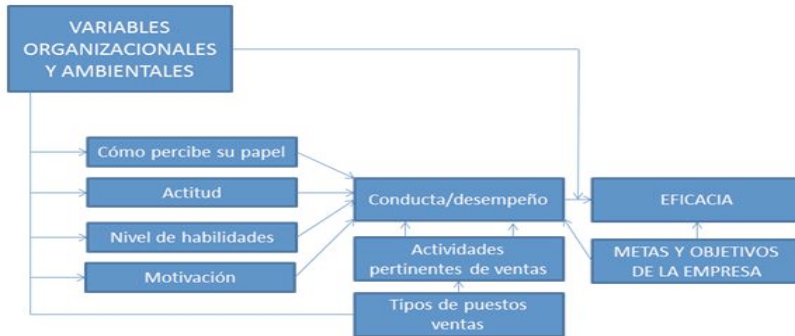 VARIABLES
ORGANIZACIONALES
Y AMBIENTALES
Cómo percibe su papel
Actitud
Nivel de habilidades
Motivación
Conducta/desempeño
EFICACIA
Actividades
pertinentes de ventas
METAS Y OBJETIVOS
DE LA EMPRESA
Tipos de puestos
ventas